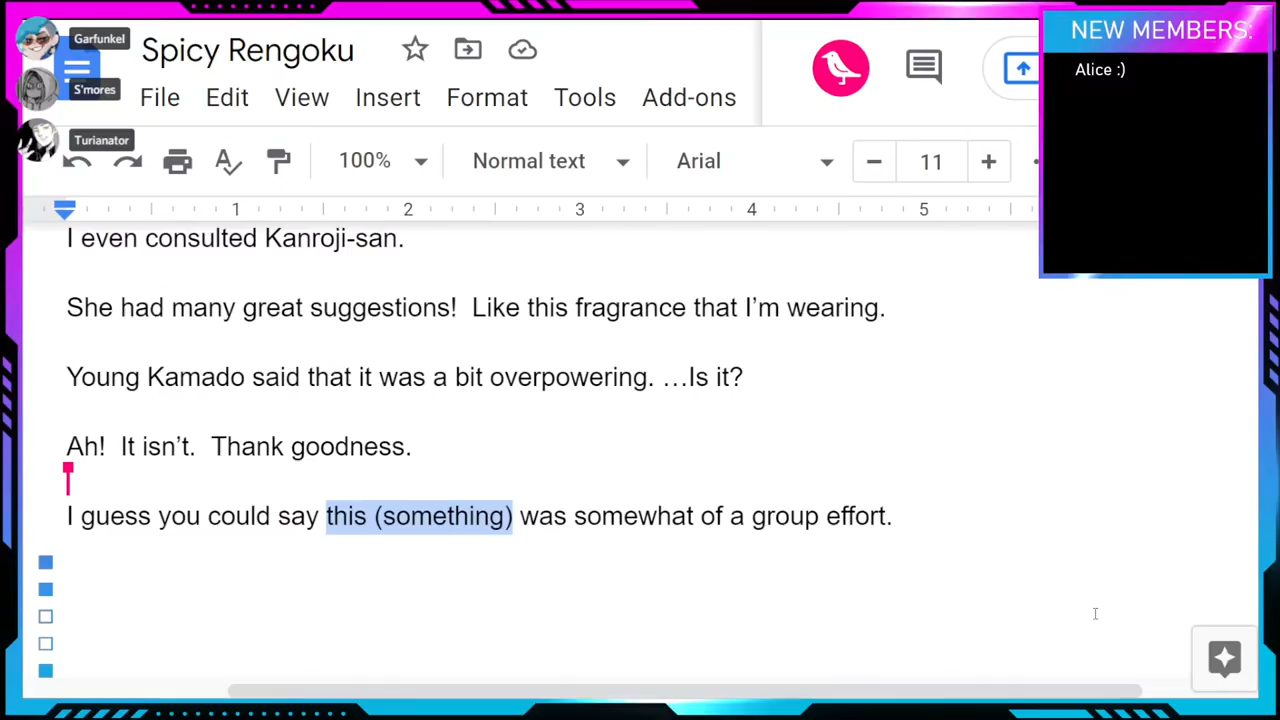 Garfunkel
S'mores
Turianator
Spicy Rengoku
File Edit View Insert Format Tools Add-ons
NEW MEMBERS:
Alice :)
100% Normal text Arial 11
1 2 3 4 5
I even consulted Kanroji-san.
She had many great suggestions!  Like this fragrance that I’m wearing.
Young Kamado said that it was a bit overpowering. …Is it?
Ah!  It isn’t.  Thank goodness.
I guess you could say this (something) was somewhat of a group effort.